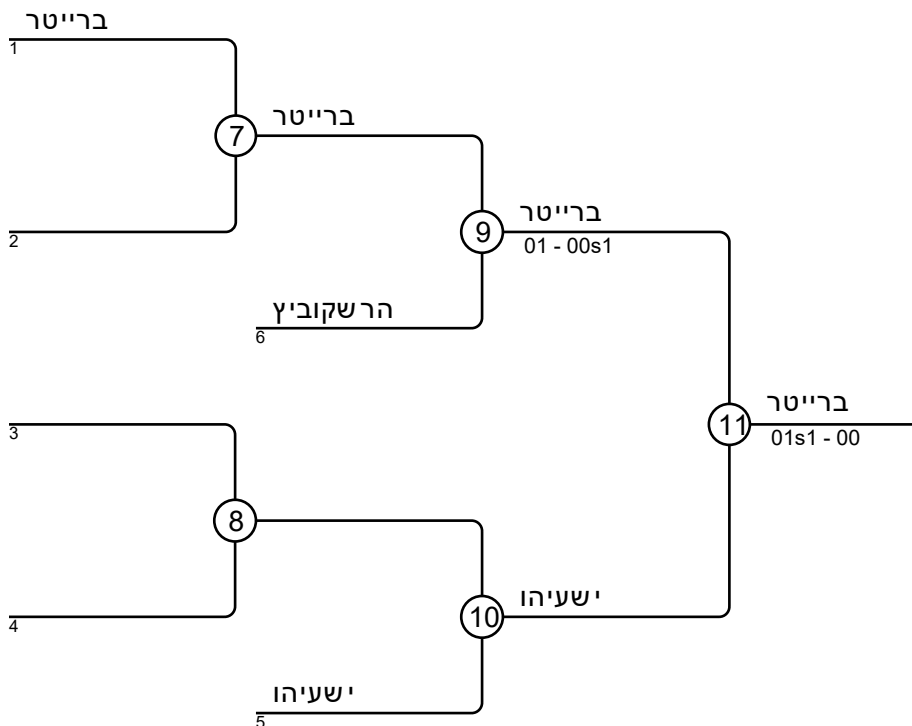 ברייטר
1
7
ברייטר
2
ברייטר
9
01 - 00s1
הרשקוביץ
6
3
ברייטר
11
01s1 - 00
8
ישעיהו
10
4
ישעיהו
5